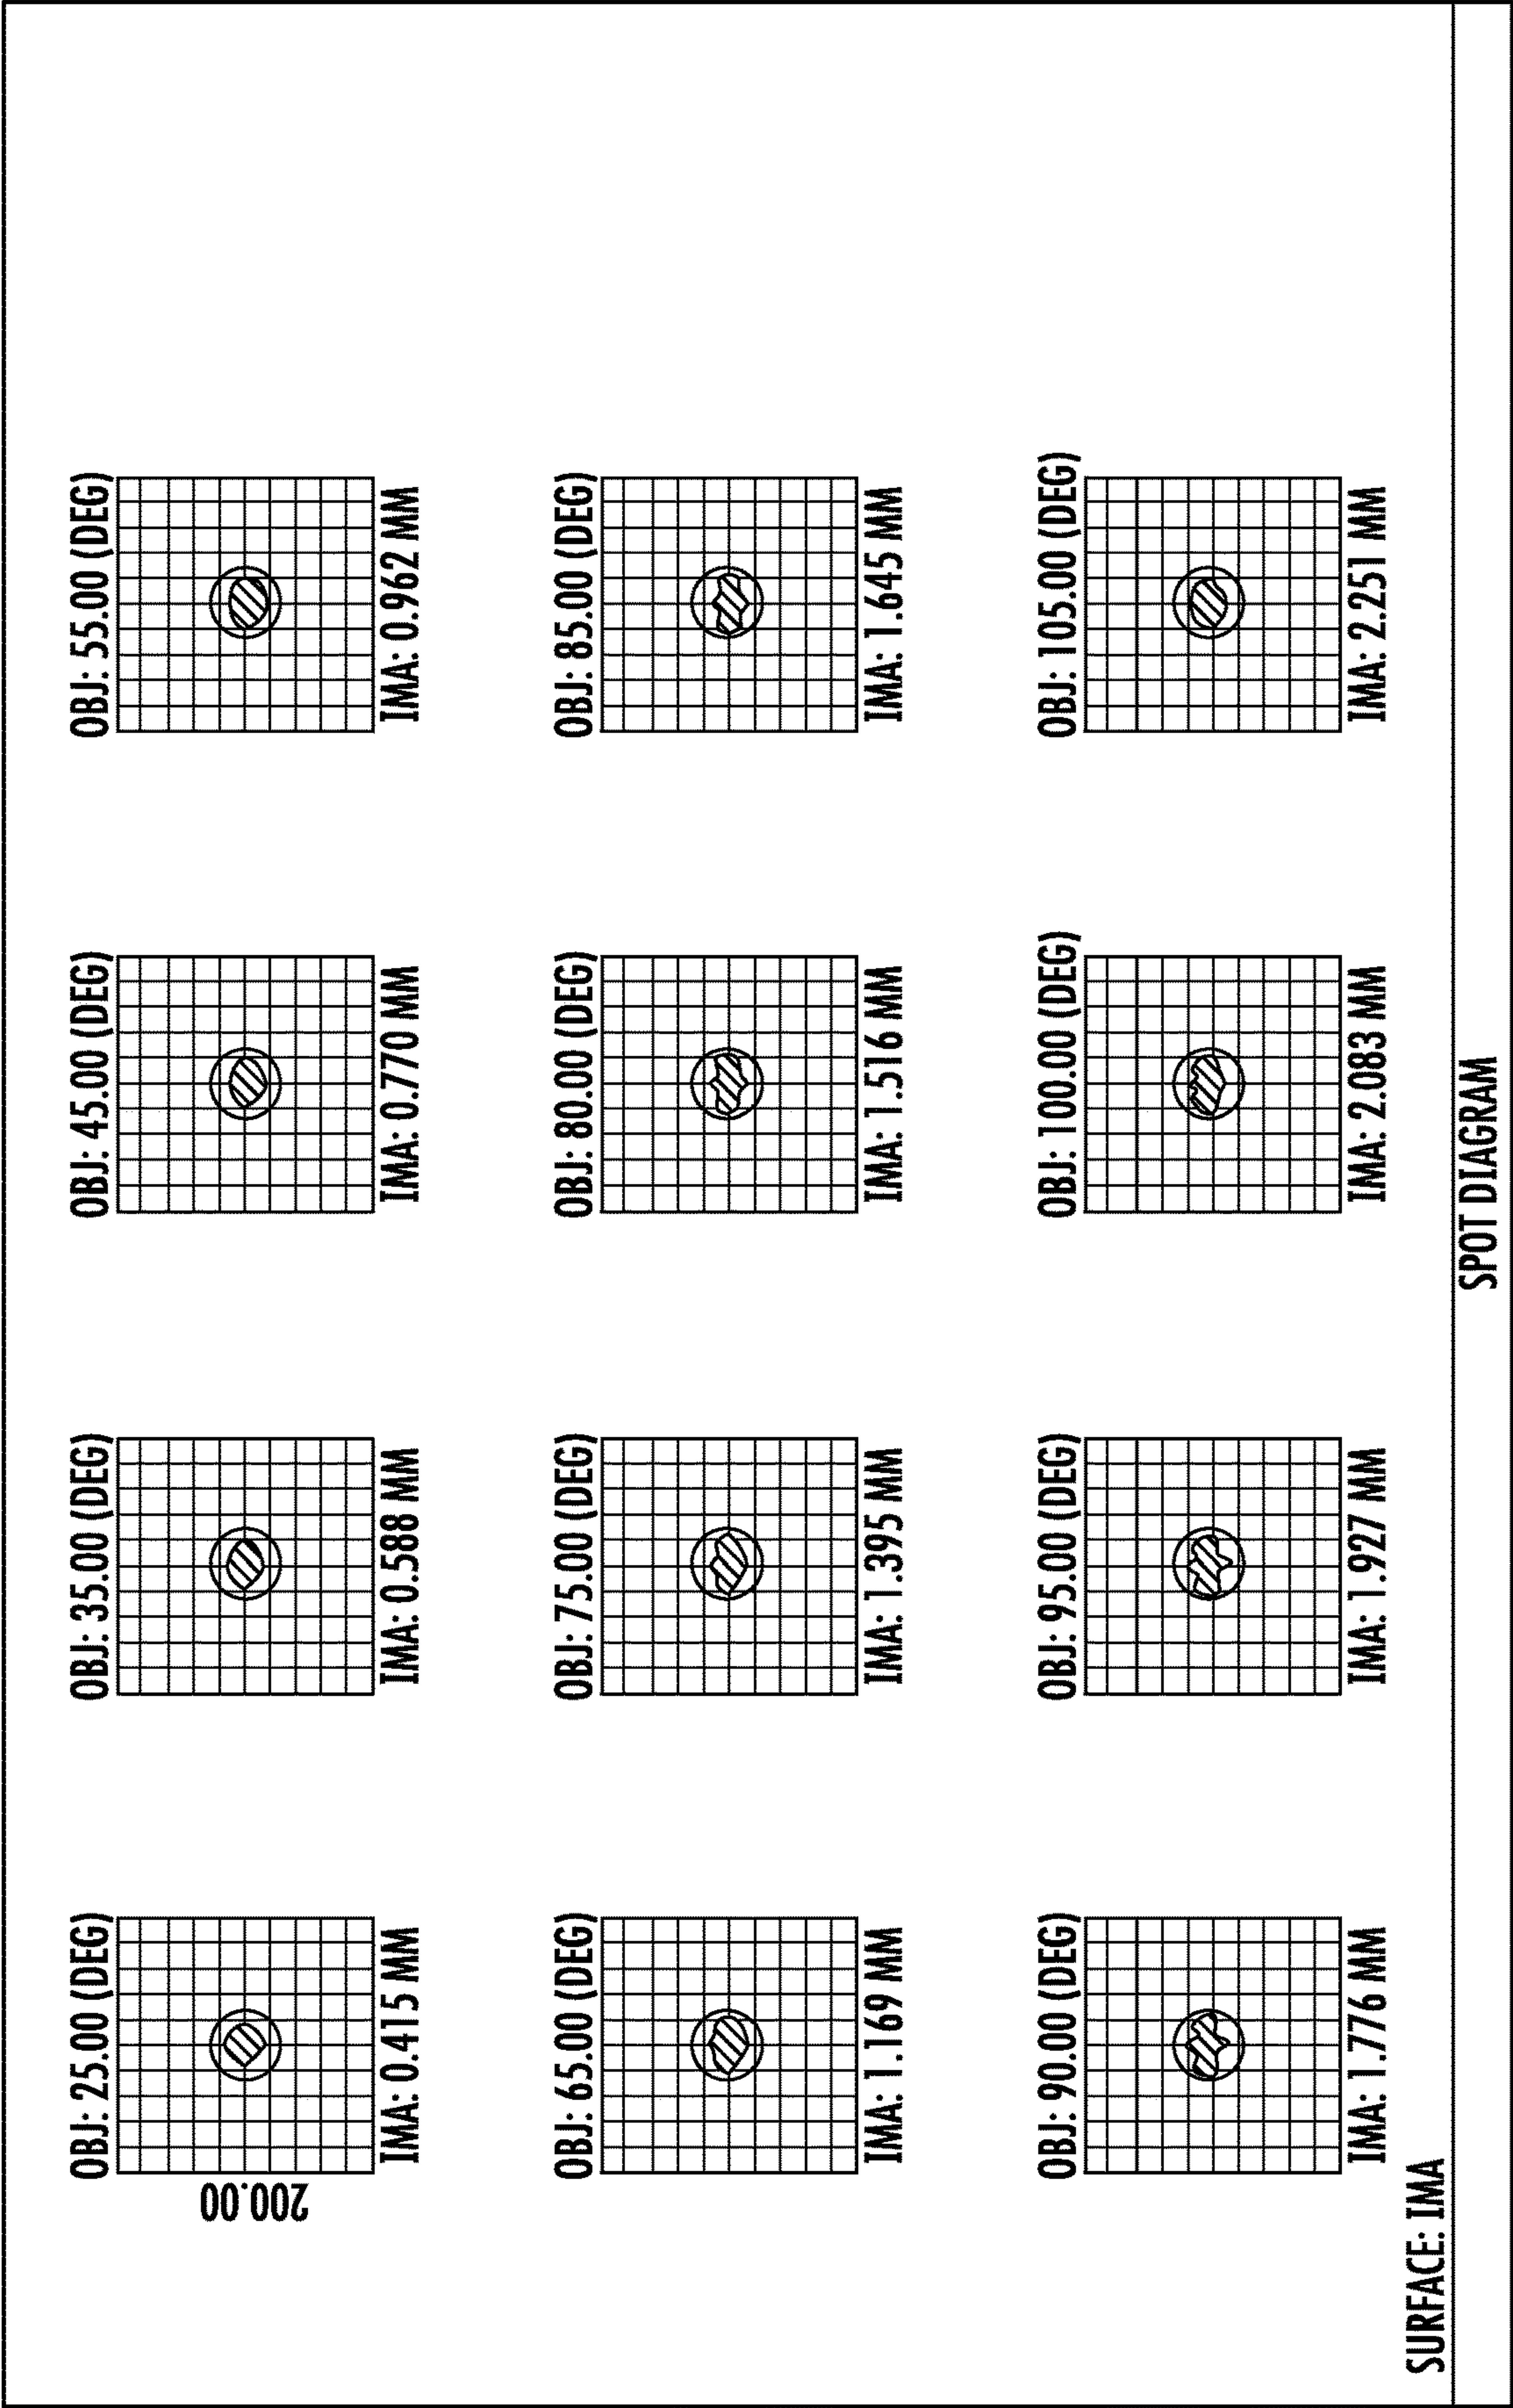 OBJ: 25.00 (DEG)
OBJ: 35.00 (DEG)
OBJ: 45.00 (DEG)
OBJ: 55.00 (DEG)
200.00
IMA: 0.415 MM
IMA: 0.588 MM
IMA: 0.770 MM
IMA: 0.962 MM
OBJ: 65.00 (DEG)
OBJ: 75.00 (DEG)
OBJ: 80.00 (DEG)
OBJ: 85.00 (DEG)
IMA: 1.169 MM
IMA: 1.395 MM
IMA: 1.516 MM
IMA: 1.645 MM
OBJ: 90.00 (DEG)
OBJ: 95.00 (DEG)
OBJ: 100.00 (DEG)
OBJ: 105.00 (DEG)
IMA: 1.776 MM
IMA: 1.927 MM
IMA: 2.083 MM
IMA: 2.251 MM
SURFACE: IMA
SPOT DIAGRAM